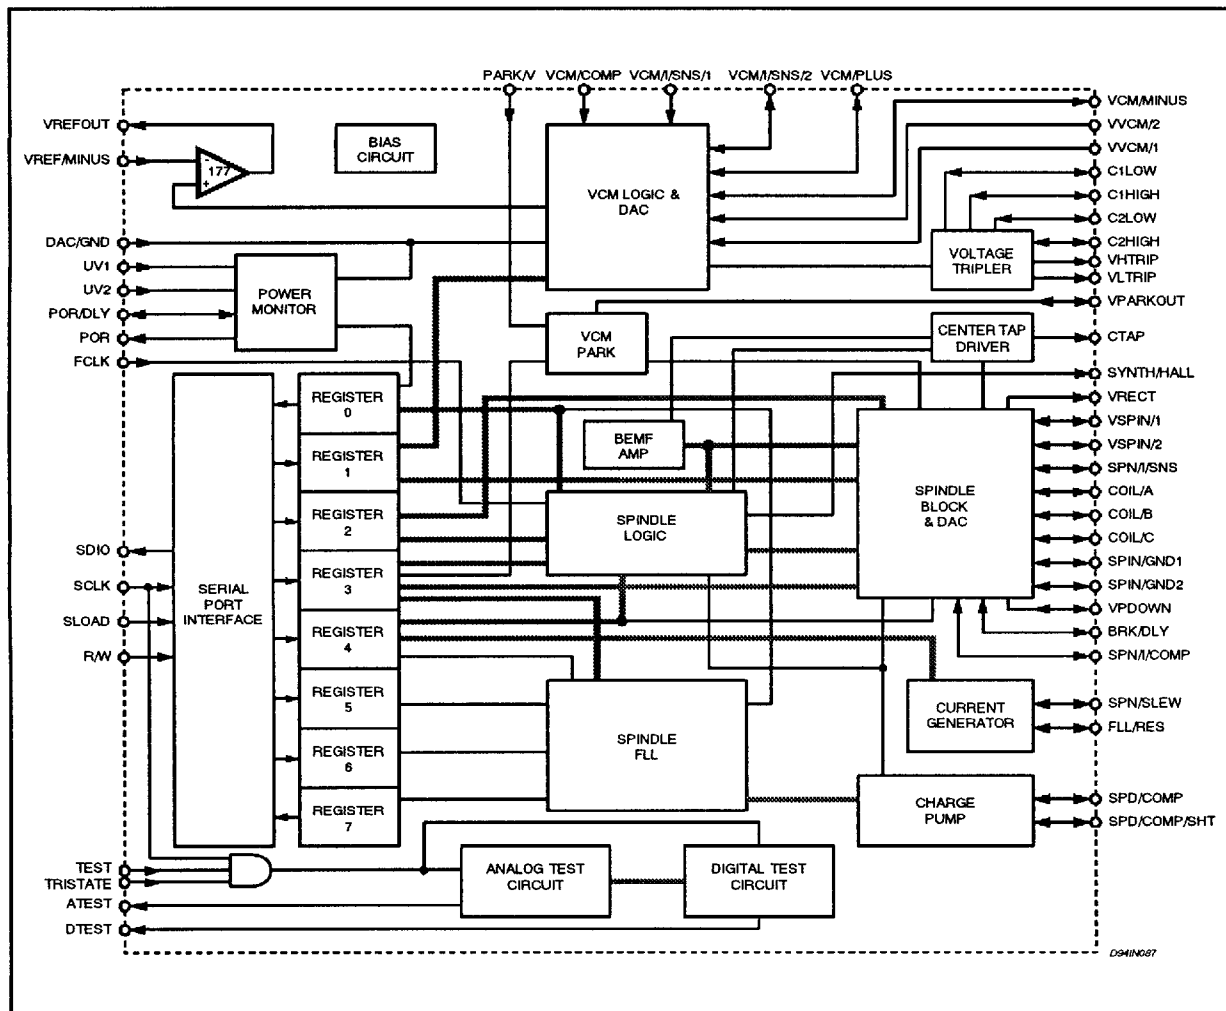 PARK/V VCM/COMP VCM/I/SNS/1 VCM/I/SNS/2 VCM/PLUS
VREFOUT
VREF/MINUS
DAC/GND
UV1
UV2
POR/DLY
POR
FCLK
SDIO
SCLK
SLOAD
R/W
TEST
TRISTATE
ATEST
DTEST
-
177
+
BIAS
CIRCUIT
POWER
MONITOR
SERIAL
PORT
INTERFACE
REGISTER
0
REGISTER
1
REGISTER
2
REGISTER
3
REGISTER
4
REGISTER
5
REGISTER
6
REGISTER
7
VCM LOGIC &
DAC
VCM
PARK
BEMF
AMP
SPINDLE
LOGIC
SPINDLE
FLL
ANALOG TEST
CIRCUIT
DIGITAL TEST
CIRCUIT
VOLTAGE
TRIPLER
CENTER TAP
DRIVER
SPINDLE
BLOCK
& DAC
CURRENT
GENERATOR
CHARGE
PUMP
VCM/MINUS
VVCM/2
VVCM/1
C1LOW
C1HIGH
C2LOW
C2HIGH
VHTRIP
VLTRIP
VPARKOUT
CTAP
SYNTH/HALL
VRECT
VSPIN/1
VSPIN/2
SPN/I/SNS
COIL/A
COIL/B
COIL/C
SPIN/GND1
SPIN/GND2
VPDOWN
BRK/DLY
SPN/I/COMP
SPN/SLEW
FLL/RES
SPD/COMP
SPD/COMP/SHT
D94IN087